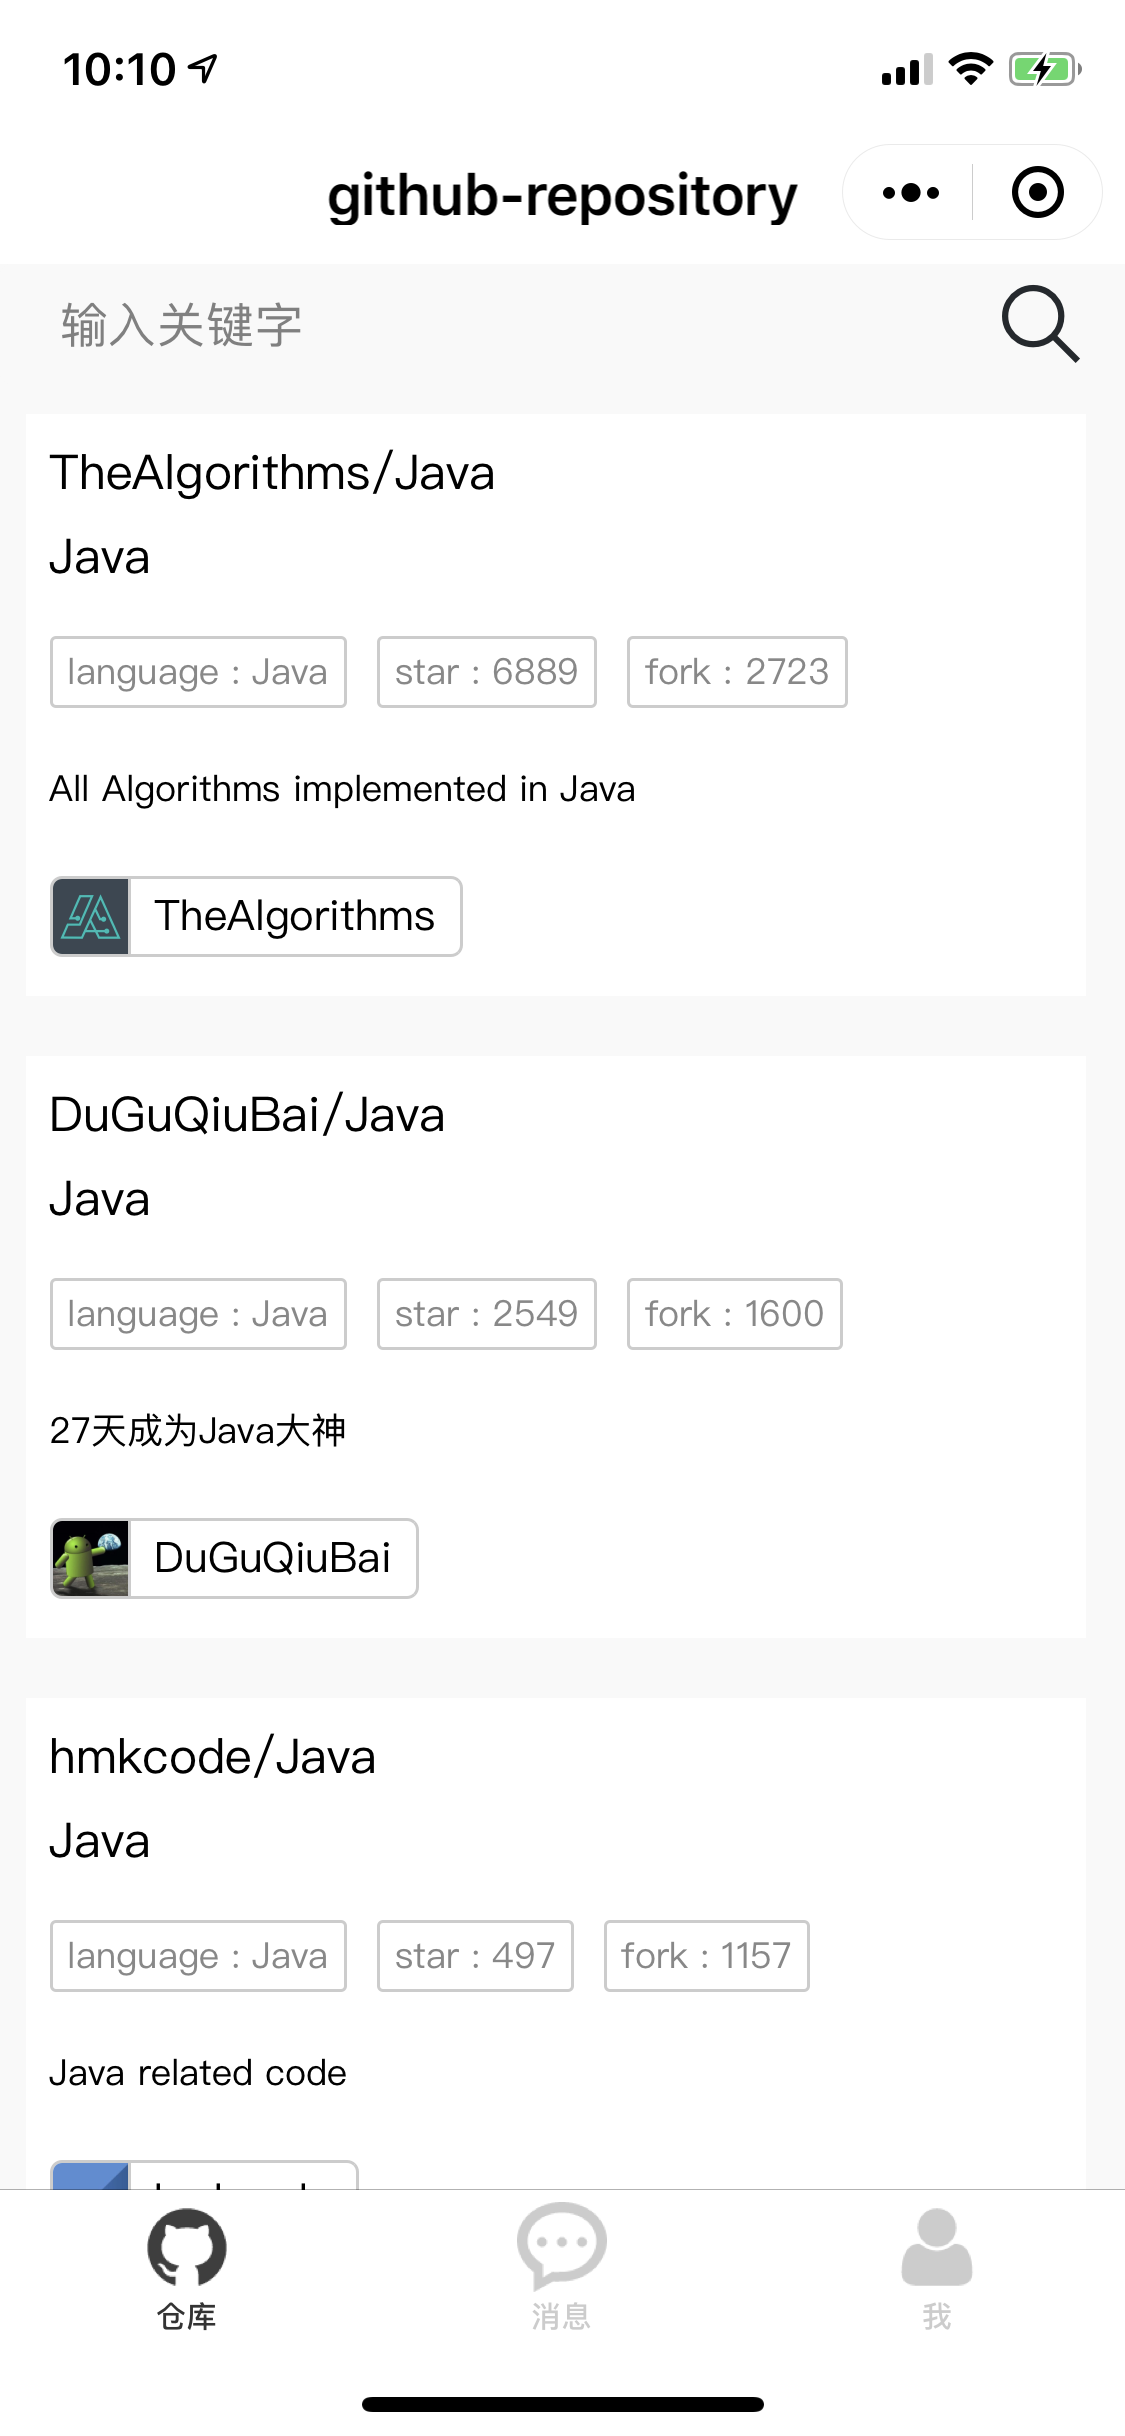 10:10
github-repository
输入关键字
TheAlgorithms/Java
Java
language : Java star : 6889 fork : 2723
All Algorithms implemented in Java
TheAlgorithms
DuGuQiuBai/Java
Java
language : Java star : 2549 fork : 1600
27天成为Java大神
DuGuQiuBai
hmkcode/Java
Java
language : Java star : 497 fork : 1157
Java related code
仓库 消息 我